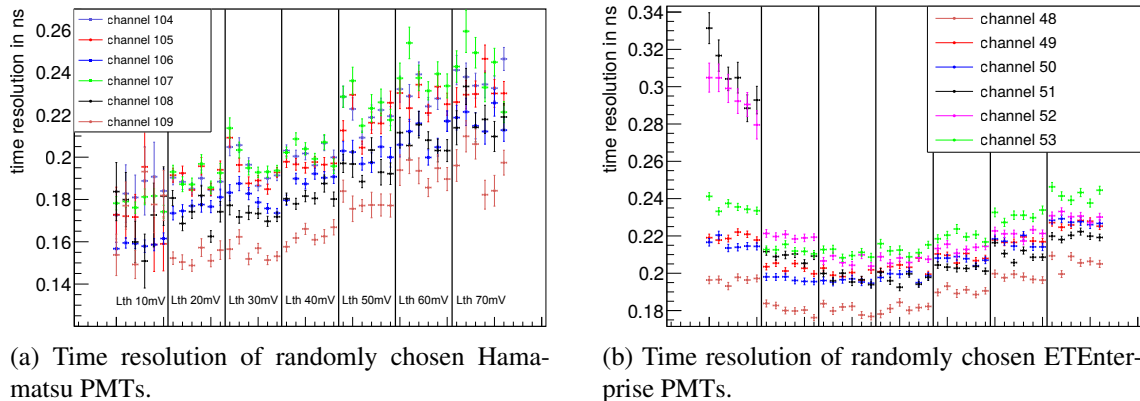 time resolution in ns
0.26
0.24
0.22
0.2
0.18
0.16
0.14
channel 104
channel 105
channel 106
channel 107
channel 108
channel 109
Lth 10mV Lth 20mV Lth 30mV Lth 40mV Lth 50mV Lth 60mV Lth 70mV
(a) Time resolution of randomly chosen Hama-
matsu PMTs.
time resolution in ns
0.34
0.32
0.3
0.28
0.26
0.24
0.22
0.2
0.18
channel 48
channel 49
channel 50
channel 51
channel 52
channel 53
(b) Time resolution of randomly chosen ETEnter-
prise PMTs.